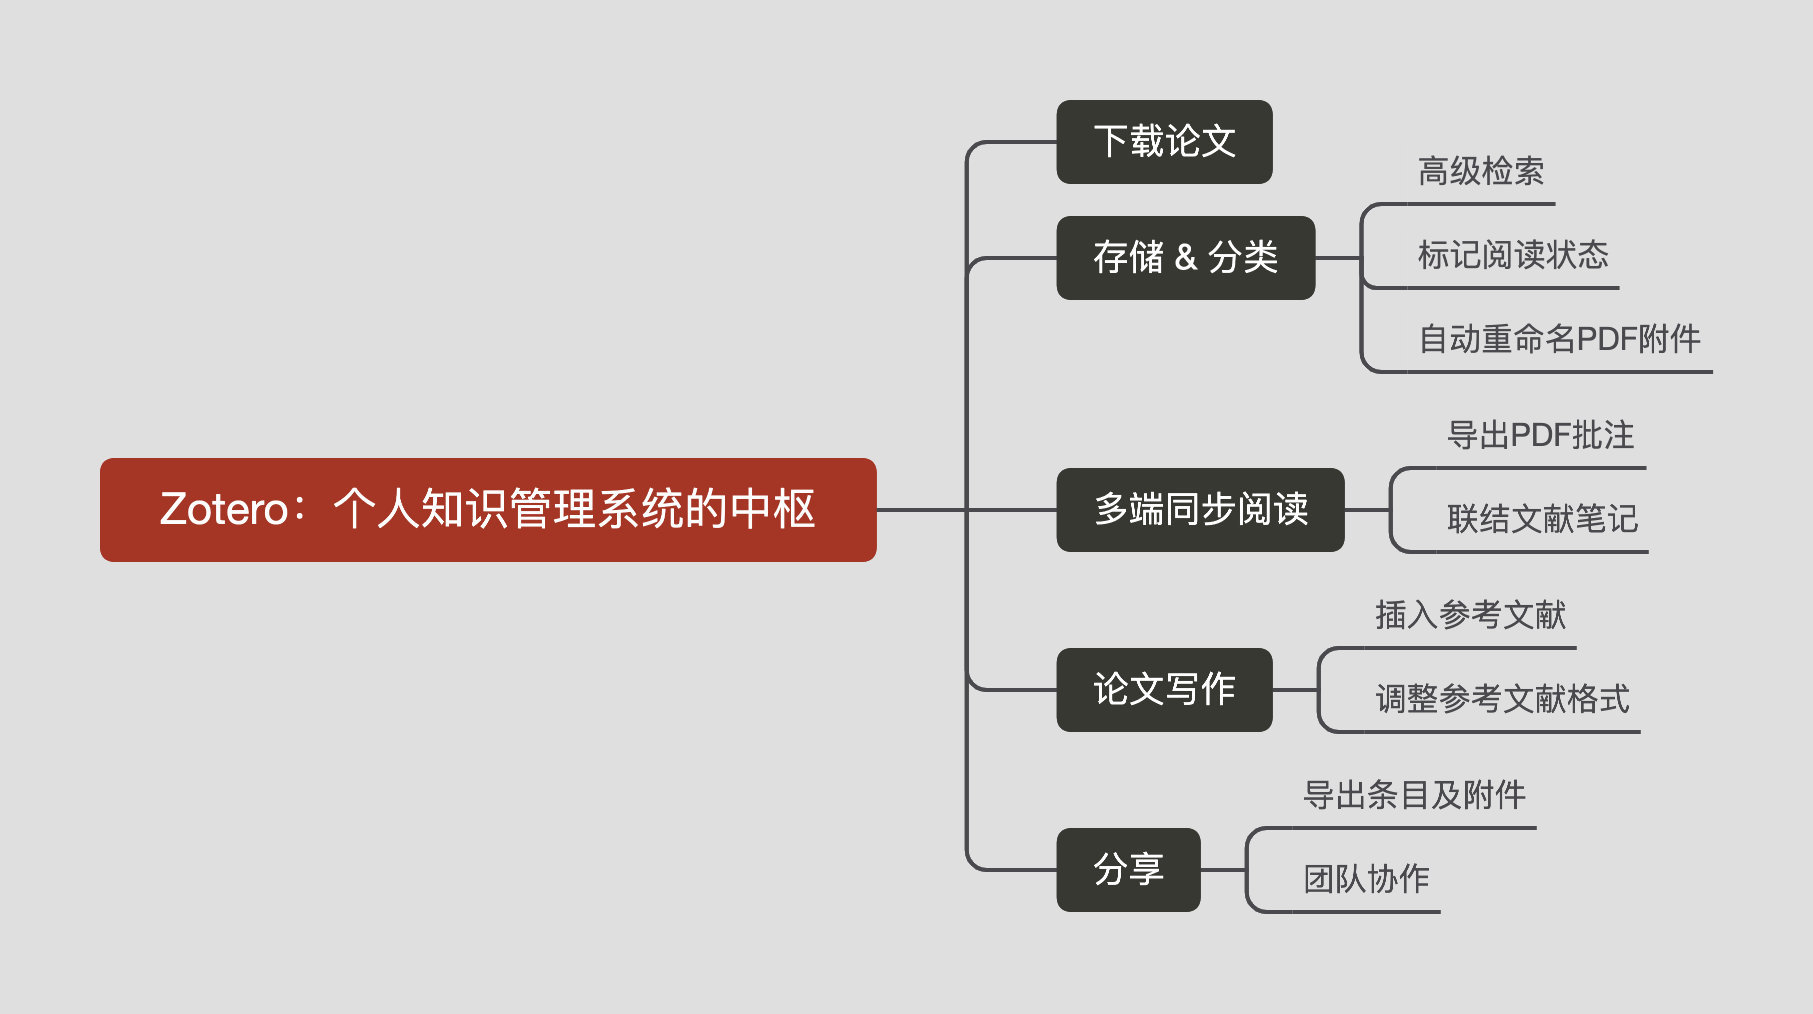 Zotero：个人知识管理系统的中枢
下载论文
存储 & 分类
高级检索
标记阅读状态
自动重命名PDF附件
多端同步阅读
导出PDF批注
联结文献笔记
论文写作
插入参考文献
调整参考文献格式
分享
导出条目及附件
团队协作